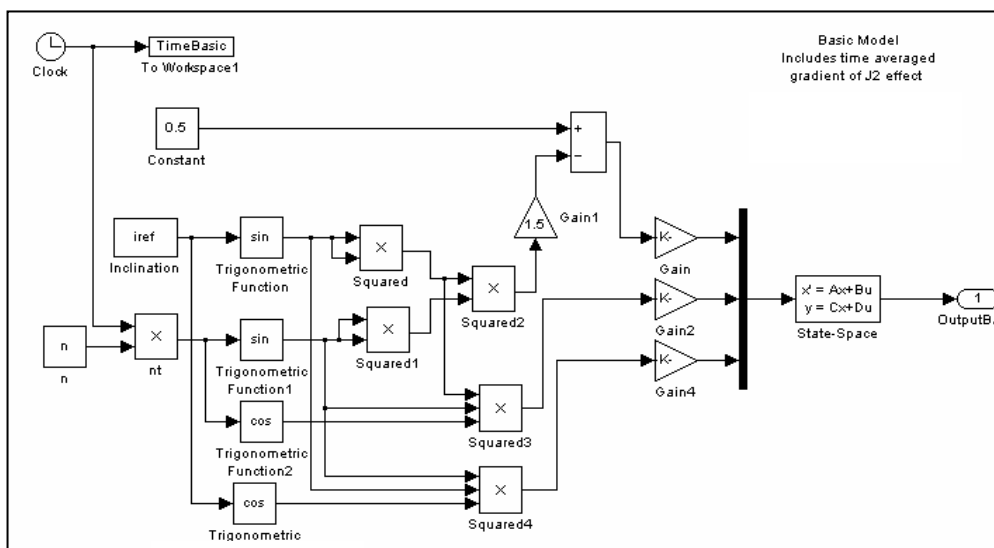 TimeBasic
Clock
To Workspace1
Basic Model
Includes time averaged
gradient of J2 effect
0.5
Constant
+
−
1.5
Gain1
iref
Inclination
sin
Trigonometric
Function
×
Squared
×
Squared2
K-
Gain
K-
Gain2
K-
Gain4
x' = Ax+Bu
y = Cx+Du
State-Space
1
OutputB.
n
n
×
nt
sin
Trigonometric
Function1
×
Squared1
cos
Trigonometric
Function2
×
Squared3
cos
Trigonometric
×
Squared4